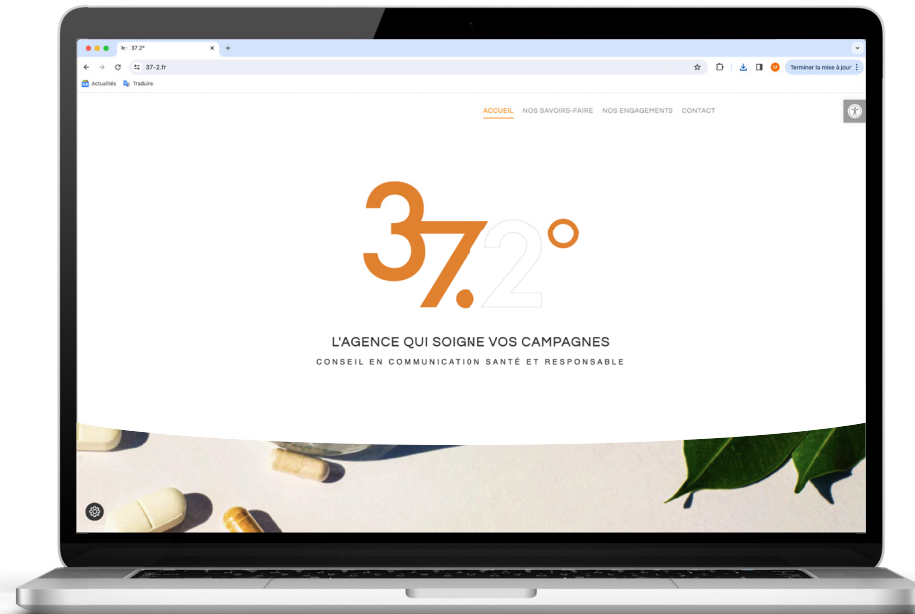 37.2°
37-2.fr
Terminer la mise à jour
Actualités Traduire
ACCUEIL NOS SAVOIRS-FAIRE NOS ENGAGEMENTS CONTACT
37.2°
L'AGENCE QUI SOIGNE VOS CAMPAGNES
CONSEIL EN COMMUNICATION SANTÉ ET RESPONSABLE